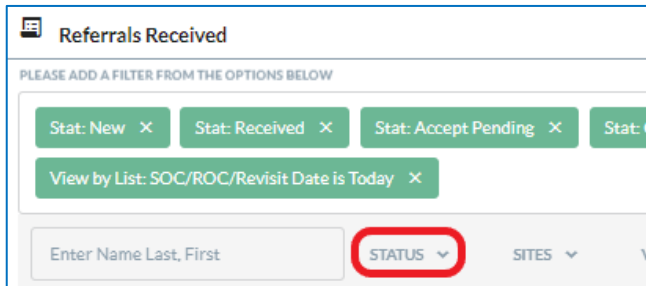 Referrals Received
PLEASE ADD A FILTER FROM THE OPTIONS BELOW
Stat: New × Stat: Received × Stat: Accept Pending × Stat:
View by List: SOC/ROC/Revisit Date is Today ×
Enter Name Last, First STATUS SITES